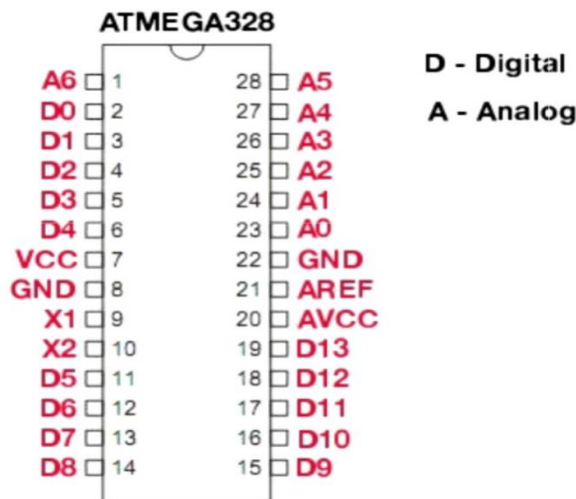 ATMEGA328
D - Digital
A - Analog
A6 1 28 A5
D0 2 27 A4
D1 3 26 A3
D2 4 25 A2
D3 5 24 A1
D4 6 23 A0
VCC 7 22 GND
GND 8 21 AREF
X1 9 20 AVCC
X2 10 19 D13
D5 11 18 D12
D6 12 17 D11
D7 13 16 D10
D8 14 15 D9